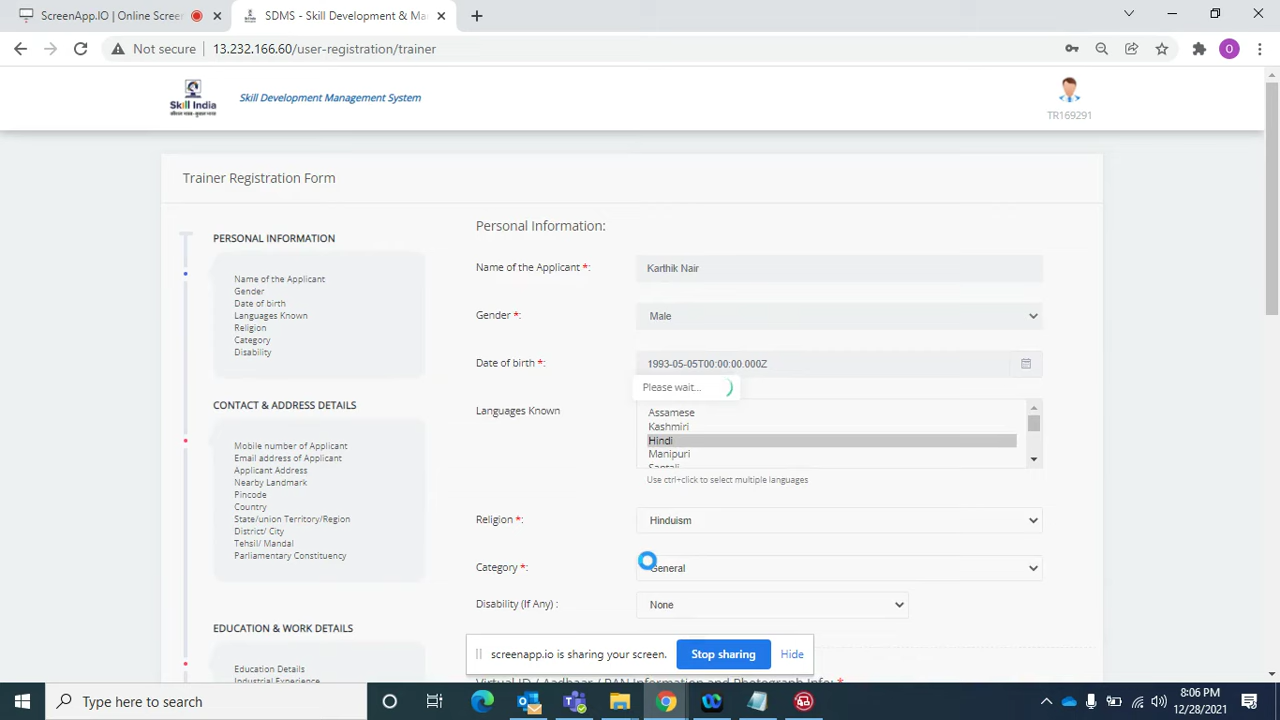 ScreenApp.IO | Online Screen
SDMS - Skill Development & Ma
Not secure
13.232.166.60/user-registration/trainer
O
Skill India
कौशल भारत - कुशल भारत
Skill Development Management System
TR169291
Trainer Registration Form
PERSONAL INFORMATION
Name of the Applicant
Gender
Date of birth
Languages Known
Religion
Category
Disability
CONTACT & ADDRESS DETAILS
Mobile number of Applicant
Email address of Applicant
Applicant Address
Nearby Landmark
Pincode
Country
State/union Territory/Region
District/ City
Tehsil/ Mandal
Parliamentary Constituency
EDUCATION & WORK DETAILS
Education Details
Industrial Experience
Personal Information:
Name of the Applicant *:
Karthik Nair
Gender *:
Male
Date of birth *:
1993-05-05T00:00:00.000Z
Please wait...
Languages Known
Assamese
Kashmiri
Hindi
Manipuri
Santali
Use ctrl+click to select multiple languages
Religion *:
Hinduism
Category *:
General
Disability (If Any) :
None
screenapp.io is sharing your screen.
Stop sharing
Hide
Virtual ID / Aadhaar / PAN Information and Photograph Info: *
Type here to search
8:06 PM
12/28/2021